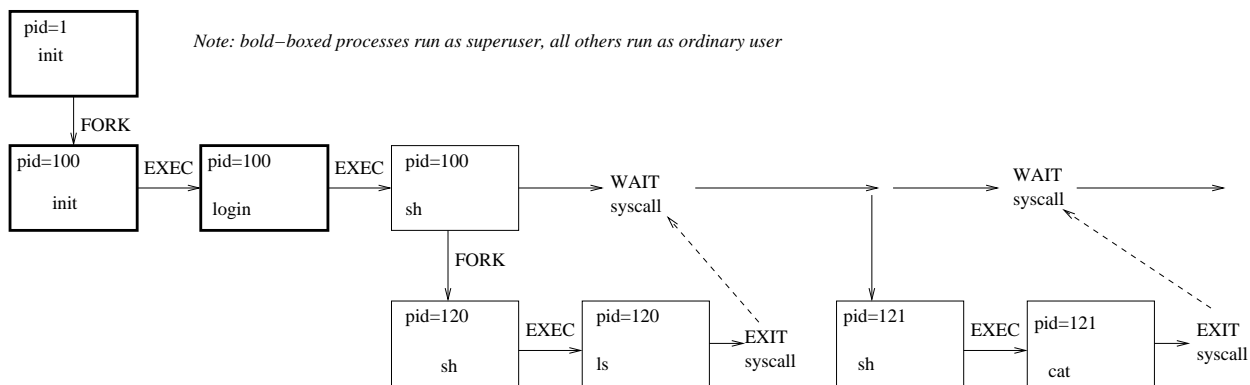 pid=1
init
Note: bold−boxed processes run as superuser, all others run as ordinary user
FORK
pid=100
init
EXEC
pid=100
login
EXEC
pid=100
sh
WAIT
syscall
WAIT
syscall
FORK
pid=120
sh
EXEC
pid=120
ls
EXIT
syscall
pid=121
sh
EXEC
pid=121
cat
EXIT
syscall